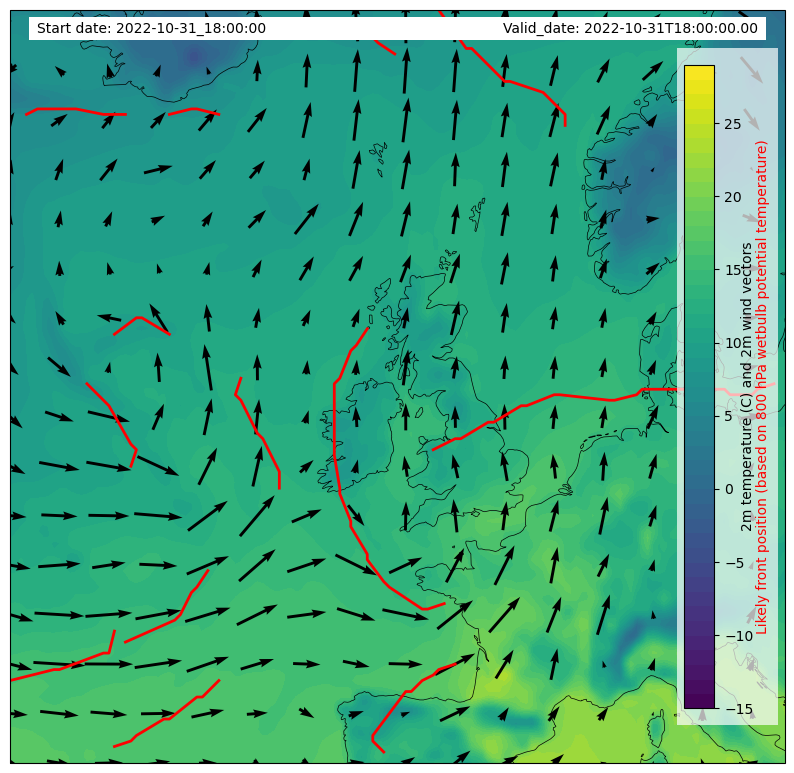 Start date: 2022-10-31_18:00:00
Valid_date: 2022-10-31T18:00:00.00
25
20
15
10
5
0
−5
−10
−15
2m temperature (C) and 2m wind vectors
Likely front position (based on 800 hPa wetbulb potential temperature)